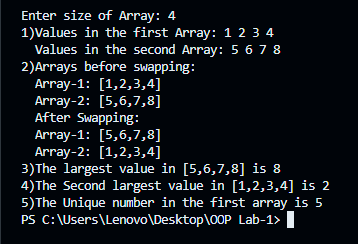 Enter size of Array: 4
1)Values in the first Array: 1 2 3 4
  Values in the second Array: 5 6 7 8
2)Arrays before swapping:
  Array-1: [1,2,3,4]
  Array-2: [5,6,7,8]
  After Swapping:
  Array-1: [5,6,7,8]
  Array-2: [1,2,3,4]
3)The largest value in [5,6,7,8] is 8
4)The Second largest value in [1,2,3,4] is 2
5)The Unique number in the first array is 5
PS C:\Users\Lenovo\Desktop\OOP Lab-1>